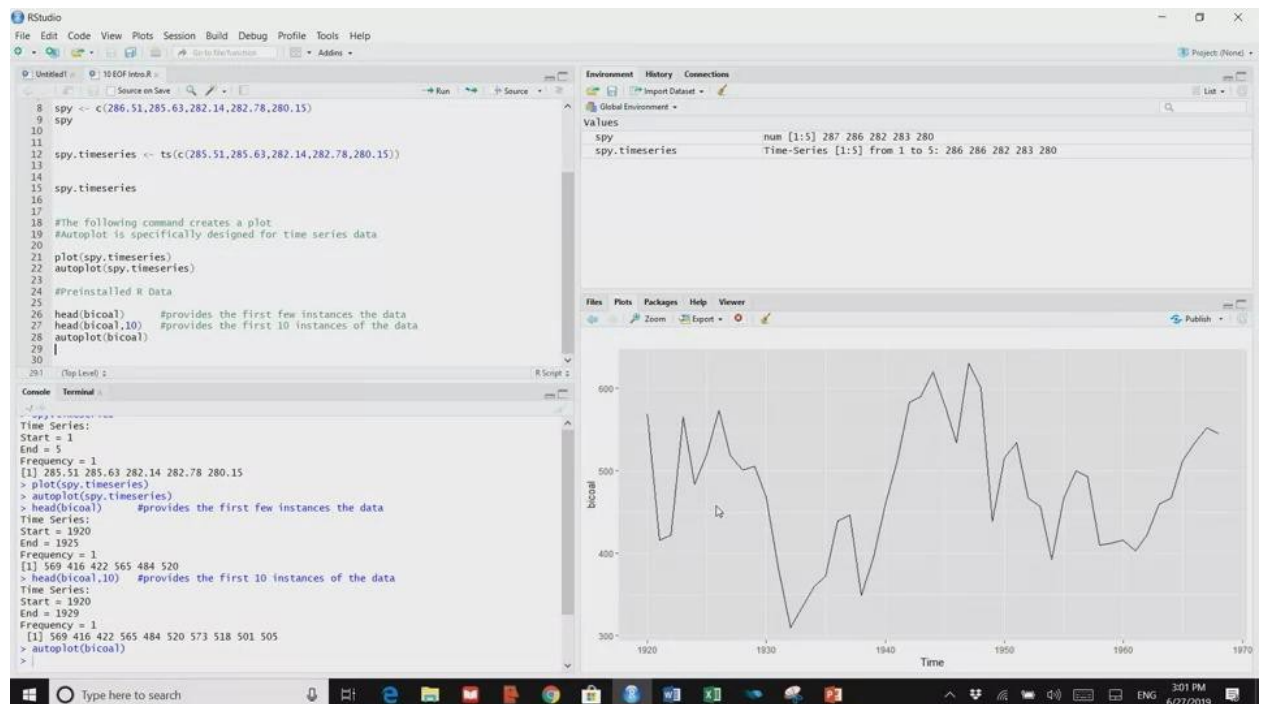 RStudio
File Edit Code View Plots Session Build Debug Profile Tools Help
Go to file/function Addins
Project: (None)
Untitled1
10 EOF Intro.R
Source on Save
Run
Source
8 spy <- c(286.51,285.63,282.14,282.78,280.15)
9 spy
10
11
12 spy.timeseries <- ts(c(285.51,285.63,282.14,282.78,280.15))
13
14
15 spy.timeseries
16
17
18 #The following command creates a plot
19 #Autoplot is specifically designed for time series data
20
21 plot(spy.timeseries)
22 autoplot(spy.timeseries)
23
24 #Preinstalled R Data
25
26 head(bicoal) #provides the first few instances the data
27 head(bicoal,10) #provides the first 10 instances of the data
28 autoplot(bicoal)
29
30
29:1 (Top Level) R Script
Console Terminal
> spy.timeseries
Time Series:
Start = 1
End = 5
Frequency = 1
[1] 285.51 285.63 282.14 282.78 280.15
> plot(spy.timeseries)
> autoplot(spy.timeseries)
> head(bicoal) #provides the first few instances the data
Time Series:
Start = 1920
End = 1925
Frequency = 1
[1] 569 416 422 565 484 520
> head(bicoal,10) #provides the first 10 instances of the data
Time Series:
Start = 1920
End = 1929
Frequency = 1
[1] 569 416 422 565 484 520 573 518 501 505
> autoplot(bicoal)
>
Environment History Connections
Import Dataset
List
Global Environment
Values
spy num [1:5] 287 286 282 283 280
spy.timeseries Time-Series [1:5] from 1 to 5: 286 286 282 283 280
Files Plots Packages Help Viewer
Zoom Export Publish
600
500
400
300
bicoal
1920 1930 1940 1950 1960 1970
Time
Type here to search
ENG
3:01 PM
6/27/2019